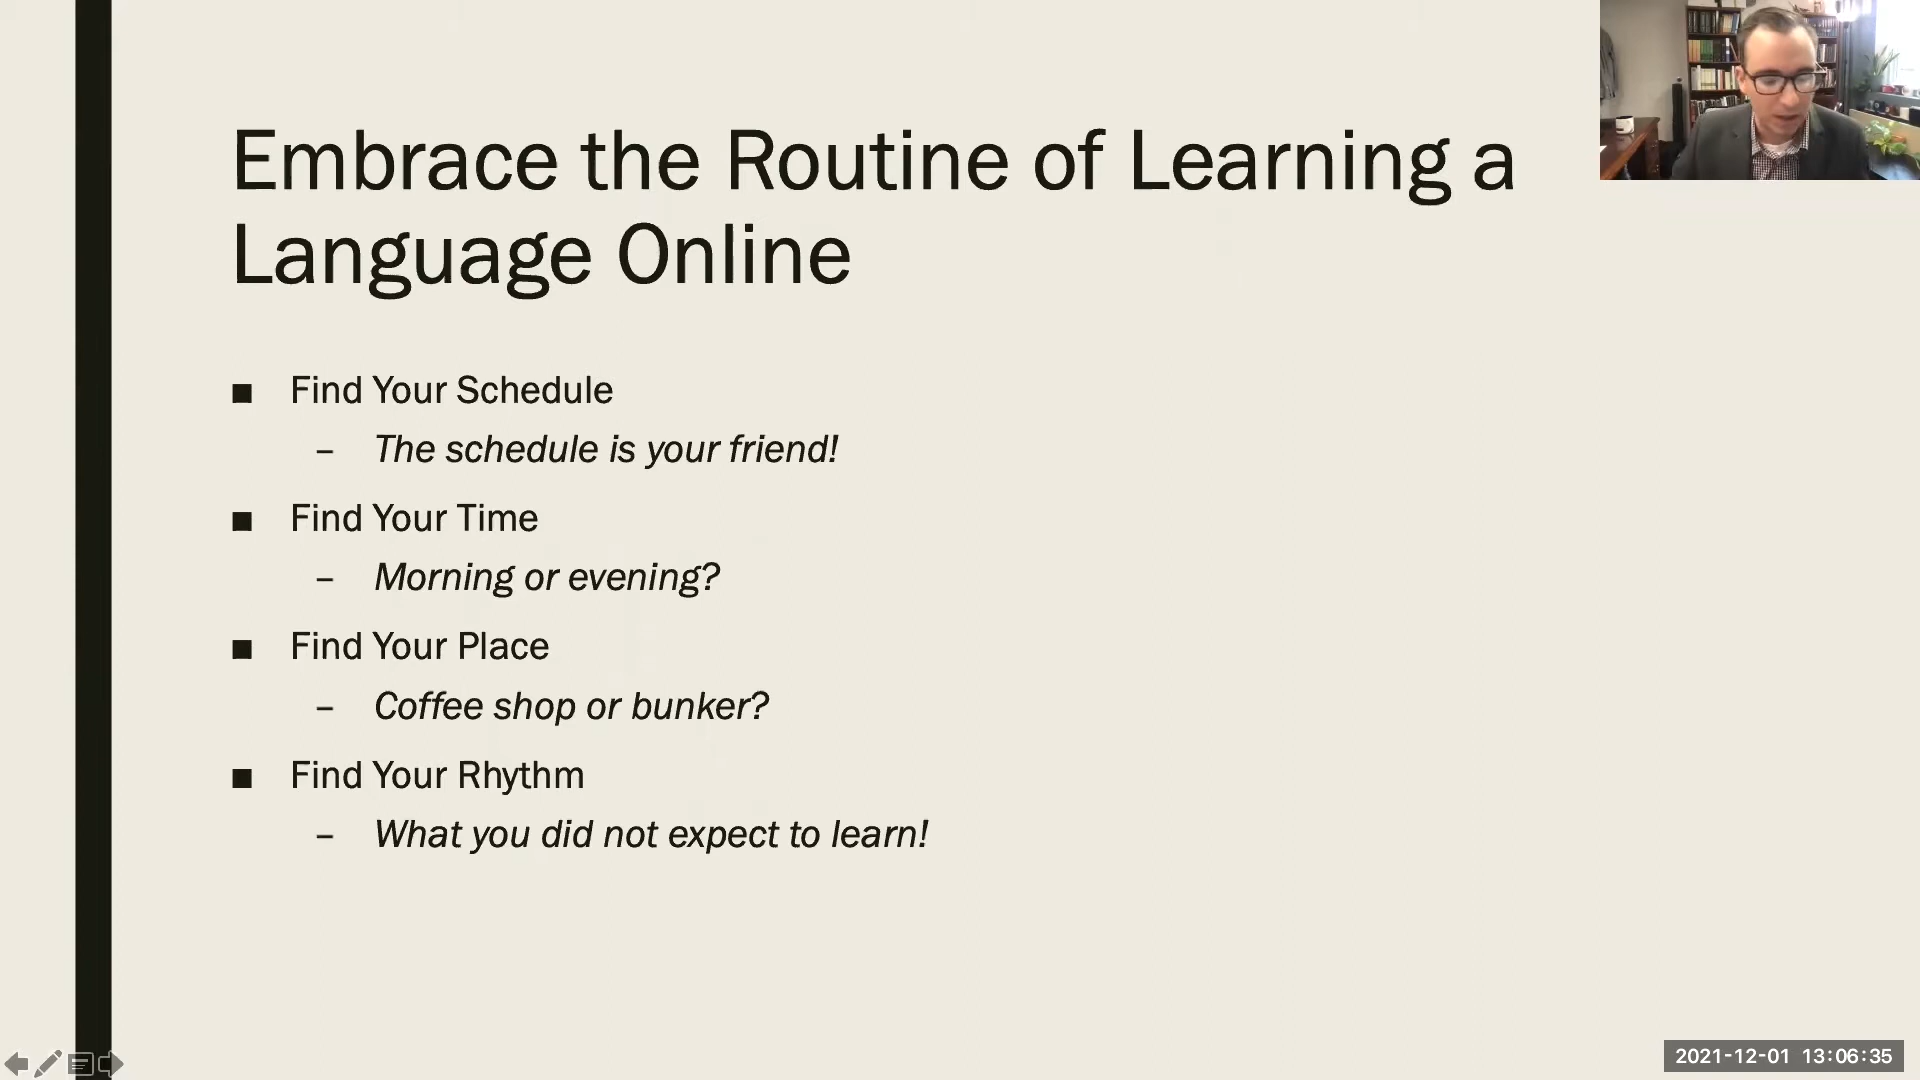 Embrace the Routine of Learning a
Language Online
■ Find Your Schedule
– The schedule is your friend!
■ Find Your Time
– Morning or evening?
■ Find Your Place
– Coffee shop or bunker?
■ Find Your Rhythm
– What you did not expect to learn!
2021-12-01 13:06:35